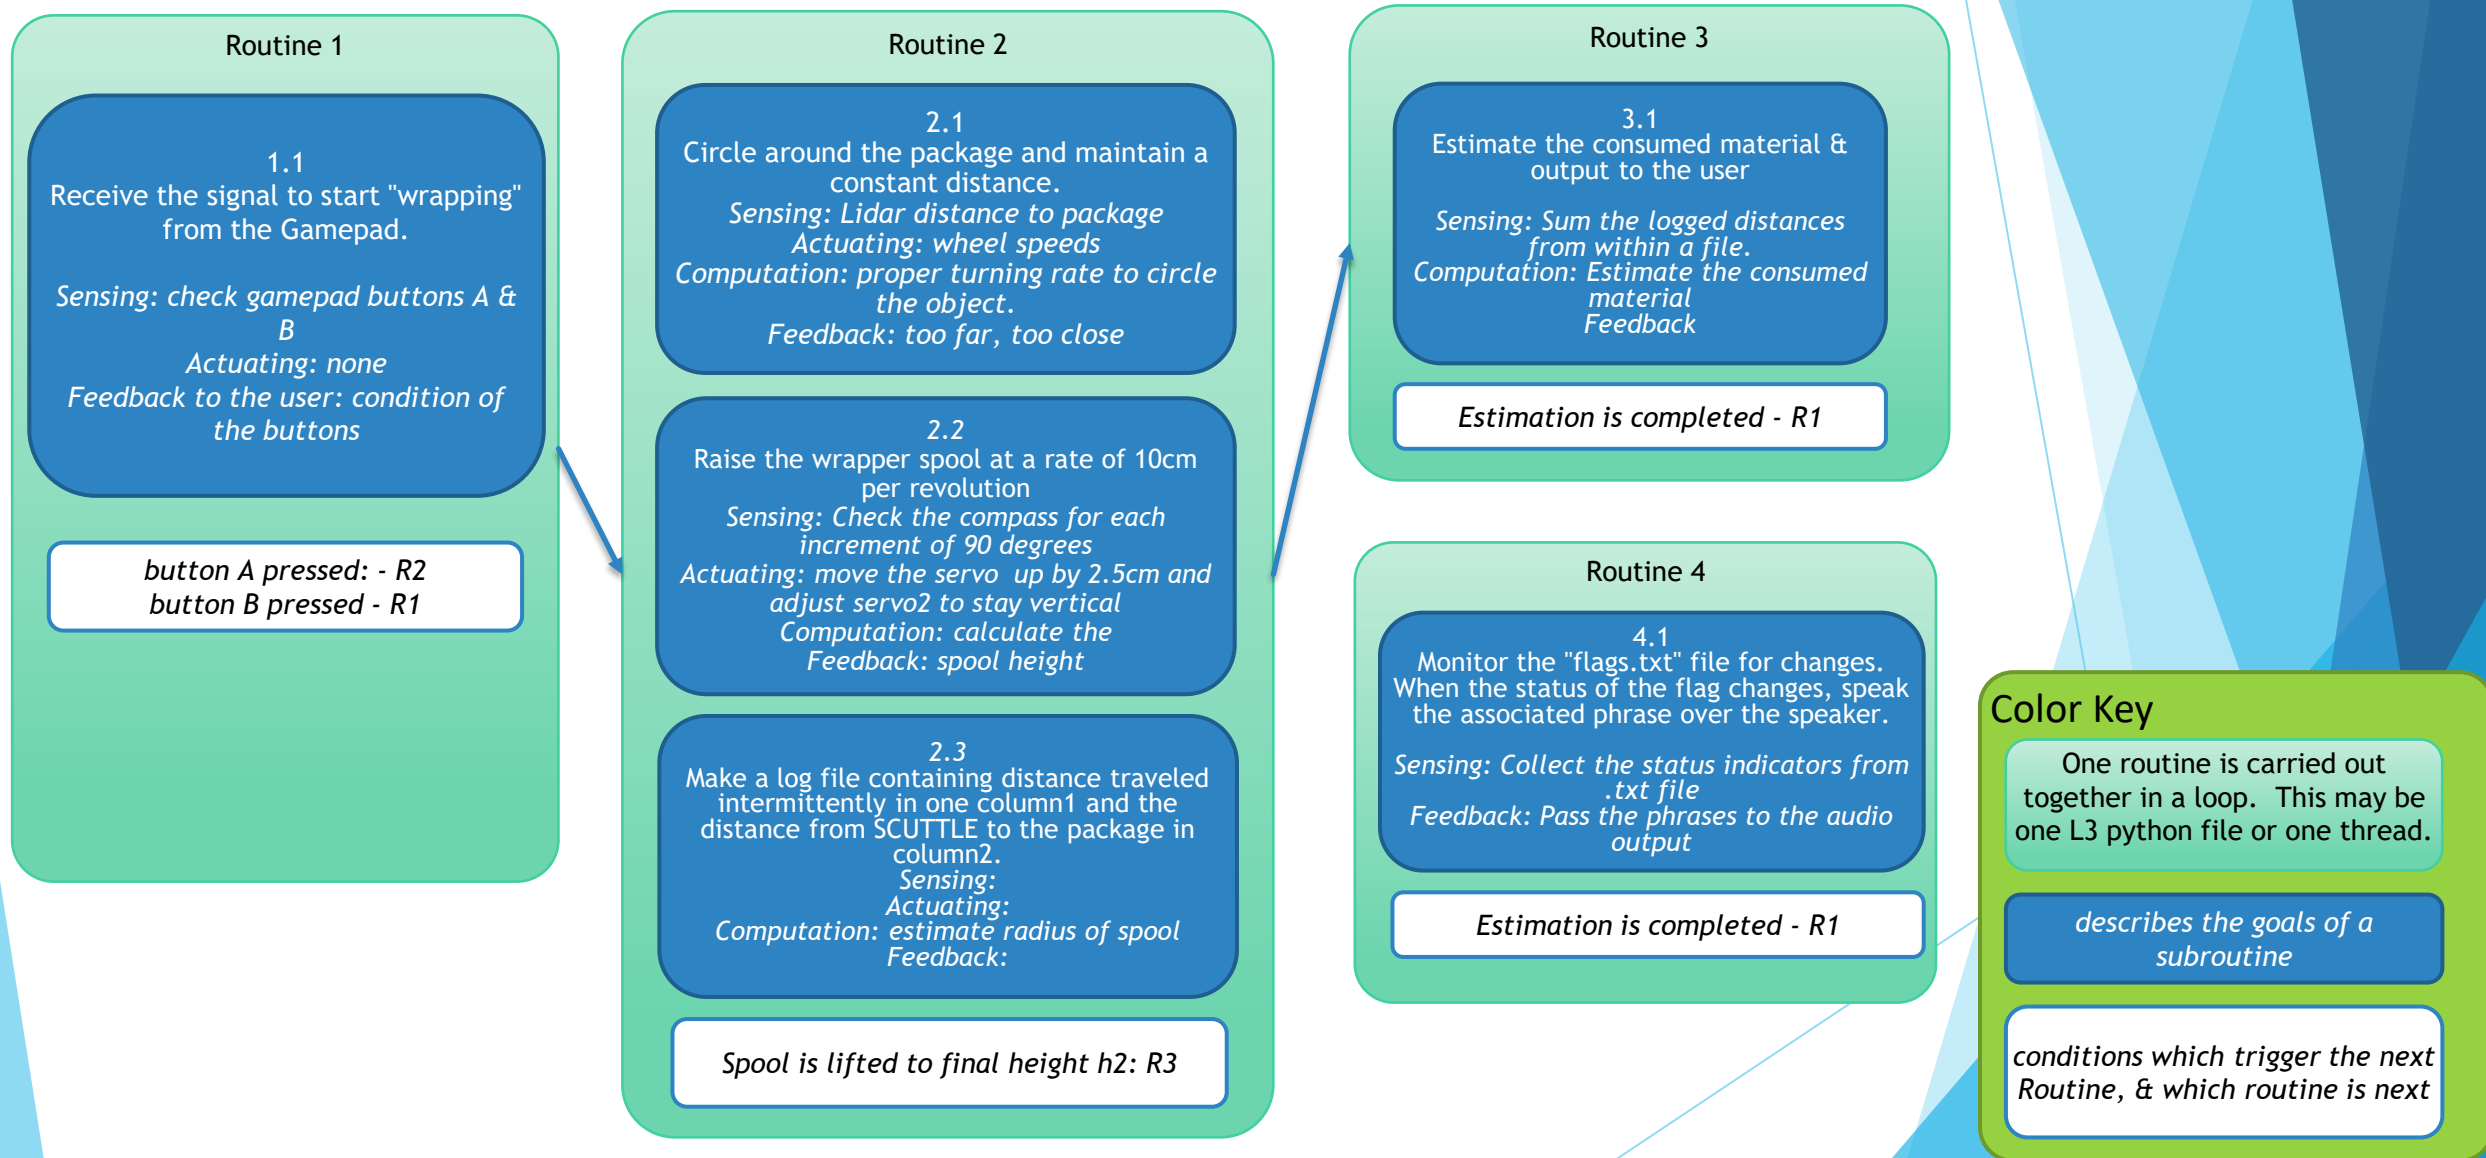 Routine 1
1.1
Receive the signal to start "wrapping"
from the Gamepad.
Sensing: check gamepad buttons A &
B
Actuating: none
Feedback to the user: condition of
the buttons
button A pressed: - R2
button B pressed - R1
Routine 2
2.1
Circle around the package and maintain a
constant distance.
Sensing: Lidar distance to package
Actuating: wheel speeds
Computation: proper turning rate to circle
the object.
Feedback: too far, too close
2.2
Raise the wrapper spool at a rate of 10cm
per revolution
Sensing: Check the compass for each
increment of 90 degrees
Actuating: move the servo  up by 2.5cm and
adjust servo2 to stay vertical
Computation: calculate the
Feedback: spool height
2.3
Make a log file containing distance traveled
intermittently in one column1 and the
distance from SCUTTLE to the package in
column2.
Sensing:
Actuating:
Computation: estimate radius of spool
Feedback:
Spool is lifted to final height h2: R3
Routine 3
3.1
Estimate the consumed material &
output to the user
Sensing: Sum the logged distances
from within a file.
Computation: Estimate the consumed
material
Feedback
Estimation is completed - R1
Routine 4
4.1
Monitor the "flags.txt" file for changes.
When the status of the flag changes, speak
the associated phrase over the speaker.
Sensing: Collect the status indicators from
.txt file
Feedback: Pass the phrases to the audio
output
Estimation is completed - R1
Color Key
One routine is carried out
together in a loop.  This may be
one L3 python file or one thread.
describes the goals of a
subroutine
conditions which trigger the next
Routine, & which routine is next